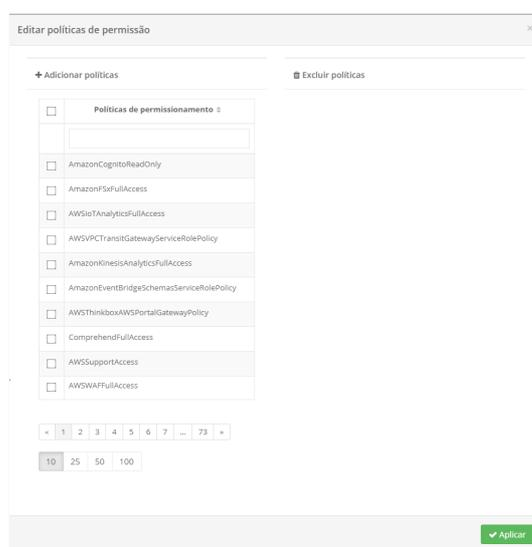 Editar políticas de permissão
×
+ Adicionar políticas
Excluir políticas
Políticas de permissionamento
AmazonCognitoReadOnly
AmazonFSxFullAccess
AWSIoTAnalyticsFullAccess
AWSVPCTransitGatewayServiceRolePolicy
AmazonKinesisAnalyticsFullAccess
AmazonEventBridgeSchemasServiceRolePolicy
AWSThinkboxAWSPortalGatewayPolicy
ComprehendFullAccess
AWSSupportAccess
AWSWAFFullAccess
« 1 2 3 4 5 6 7 ... 73 »
10 25 50 100
✔ Aplicar